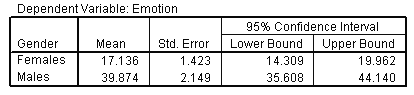 Dependent Variable: Emotion
95% Confidence Interval
Gender Mean Std. Error Lower Bound Upper Bound
Females 17.136 1.423 14.309 19.962
Males 39.874 2.149 35.608 44.140